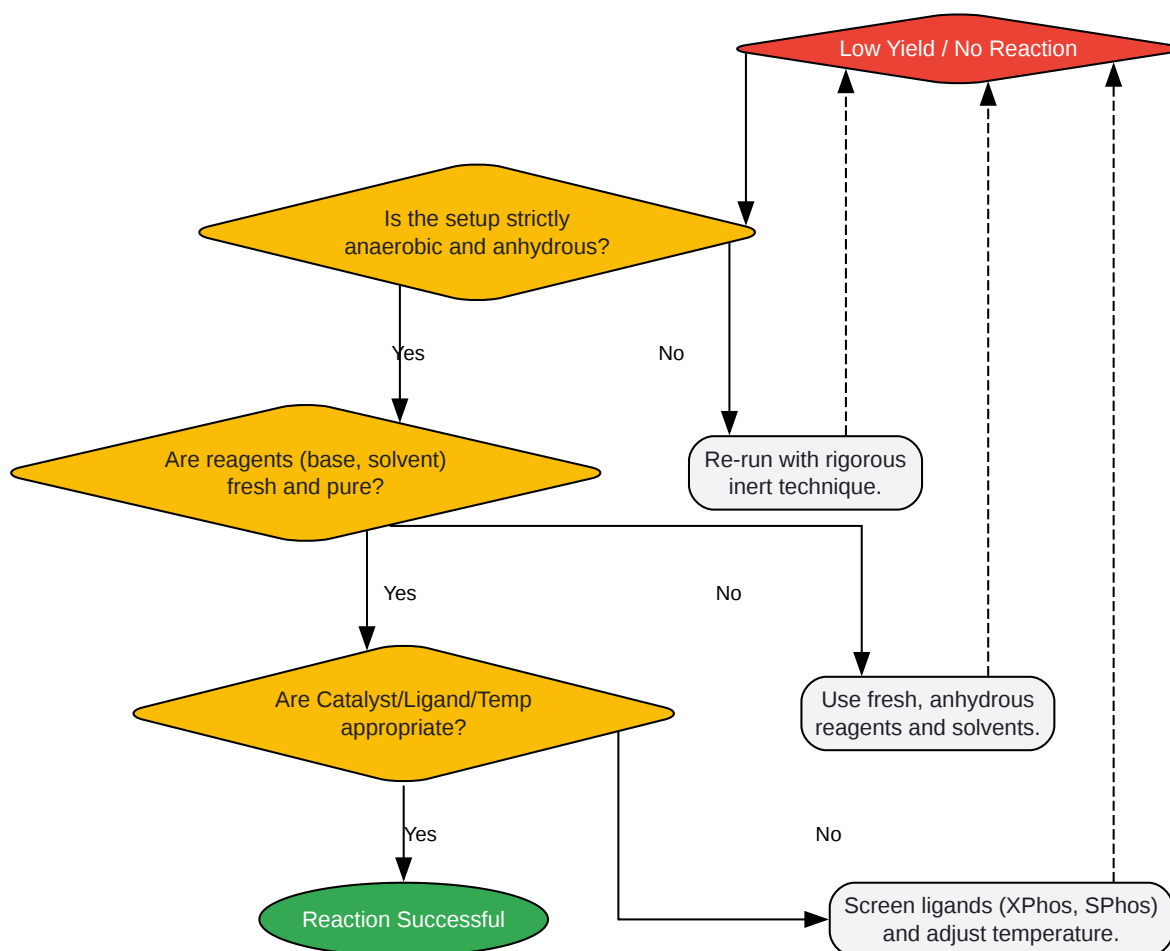 Low Yield / No Reaction
Is the setup strictly
anaerobic and anhydrous?
Yes
No
Are reagents (base, solvent)
fresh and pure?
Re-run with rigorous
inert technique.
Yes
No
Are Catalyst/Ligand/Temp
appropriate?
Use fresh, anhydrous
reagents and solvents.
Yes
No
Reaction Successful
Screen ligands (XPhos, SPhos)
and adjust temperature.